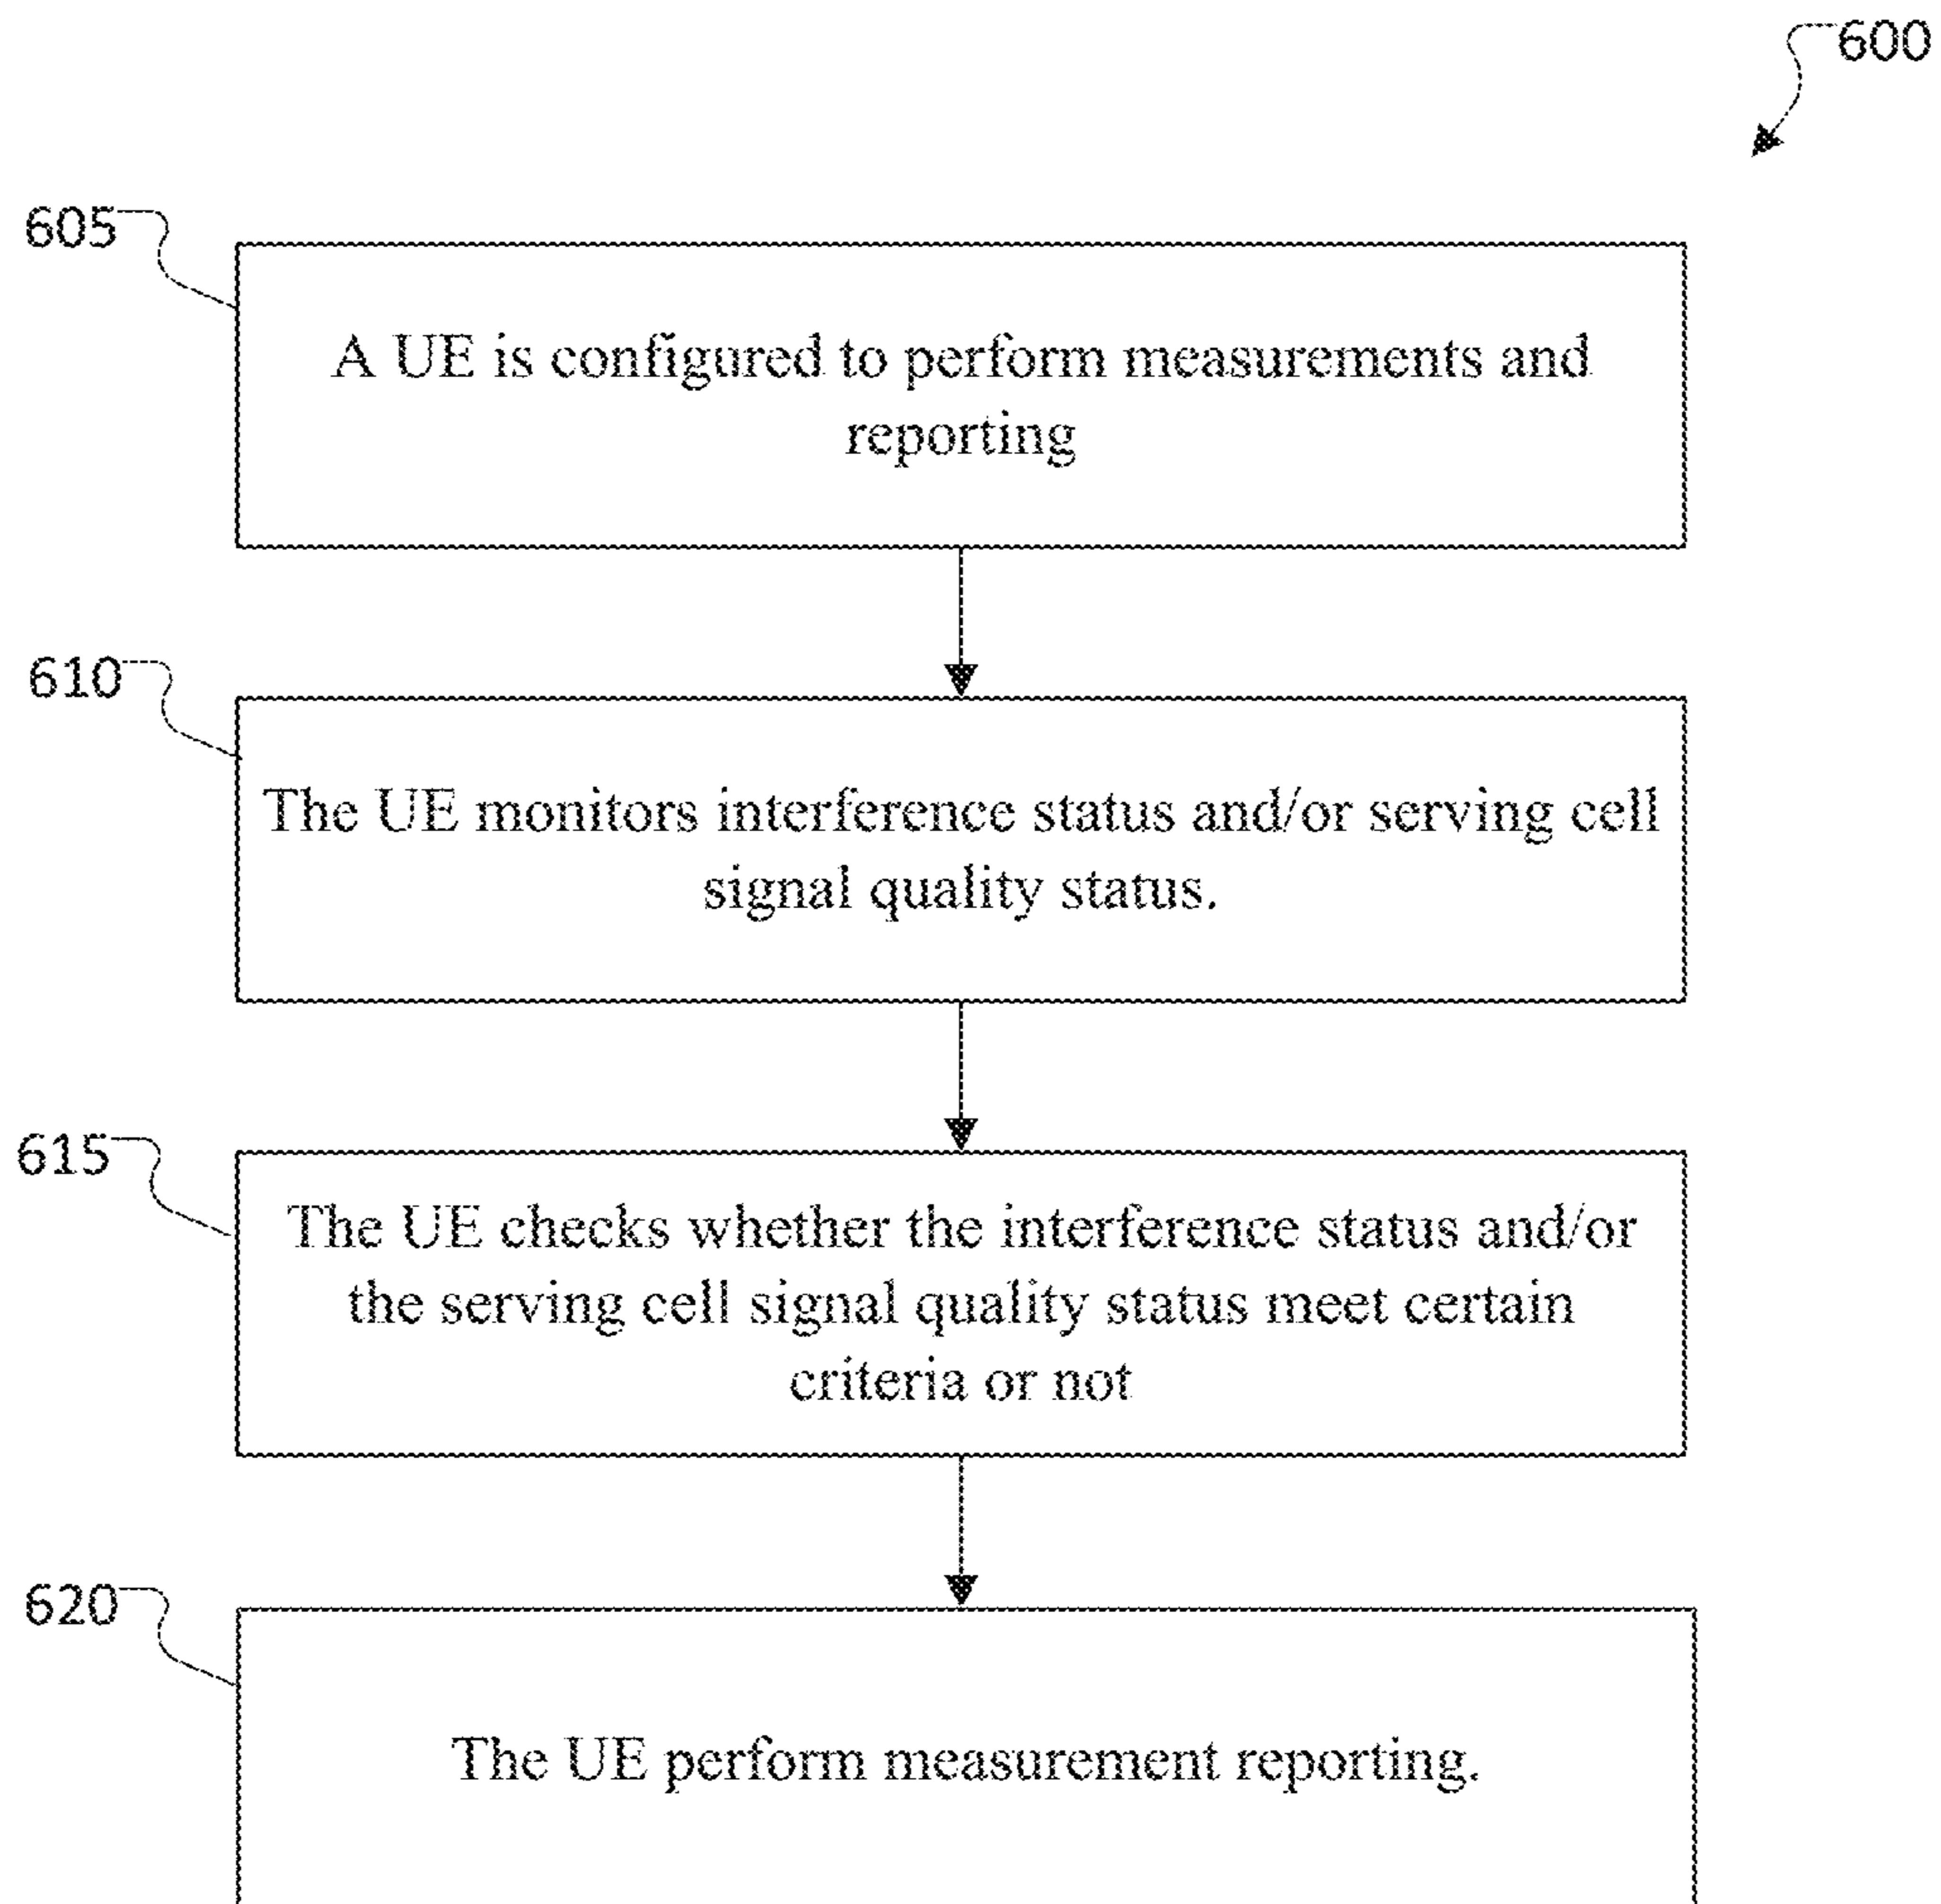 600
605
A UE is configured to perform measurements and
reporting
610
The UE monitors interference status and/or serving cell
signal quality status.
615
The UE checks whether the interference status and/or
the serving cell signal quality status meet certain
criteria or not
620
The UE perform measurement reporting.